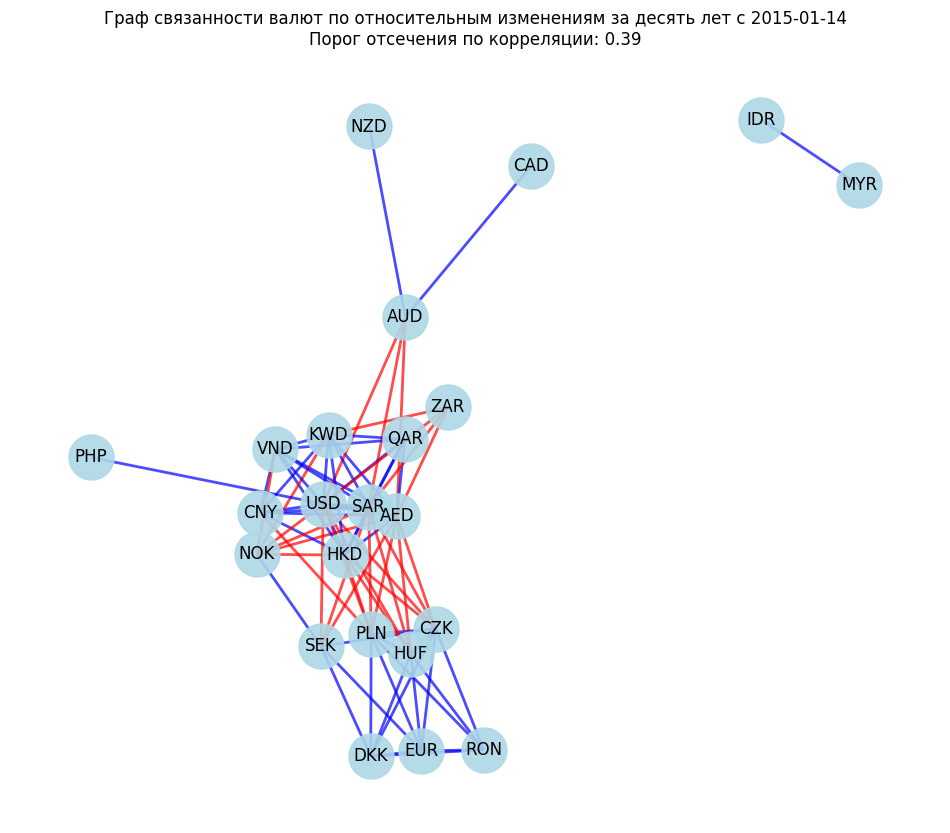 Граф связанности валют по относительным изменениям за десять лет с 2015-01-14
Порог отсечения по корреляции: 0.39
NZD
IDR
CAD
MYR
AUD
ZAR
KWD
QAR
VND
PHP
USD
SAR
CNY
AED
NOK
HKD
PLN
CZK
SEK
HUF
DKK
EUR
RON